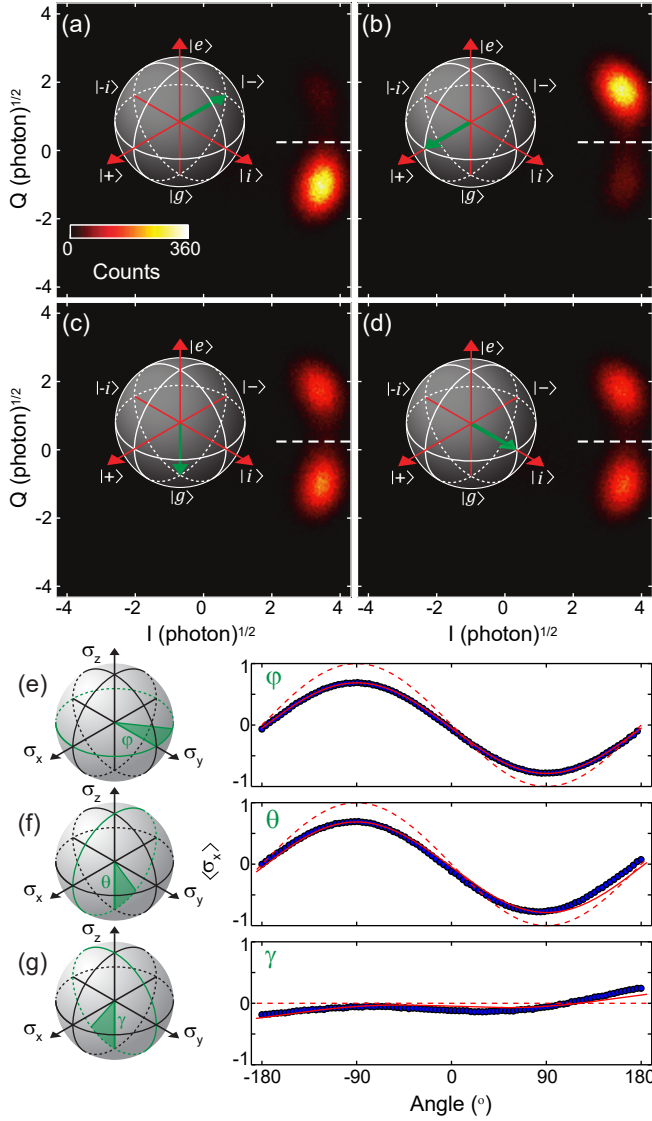 (a)
|e⟩
|-i⟩
|−⟩
|+⟩
|i⟩
|g⟩
0
360
Counts
(b)
|e⟩
|-i⟩
|−⟩
|+⟩
|i⟩
|g⟩
4
2
0
-2
-4
Q (photon)^1/2
(c)
|e⟩
|-i⟩
|−⟩
|+⟩
|i⟩
|g⟩
(d)
|e⟩
|-i⟩
|−⟩
|+⟩
|i⟩
|g⟩
4
2
0
-2
-4
Q (photon)^1/2
-4
-2
0
2
4
-4
-2
0
2
4
I (photon)^1/2
I (photon)^1/2
(e)
σz
σx
σy
φ
φ
1
0
-1
(f)
σz
σx
σy
θ
⟨σx⟩
θ
1
0
-1
(g)
σz
σx
σy
γ
γ
1
0
-1
-180
-90
0
90
180
Angle (°)